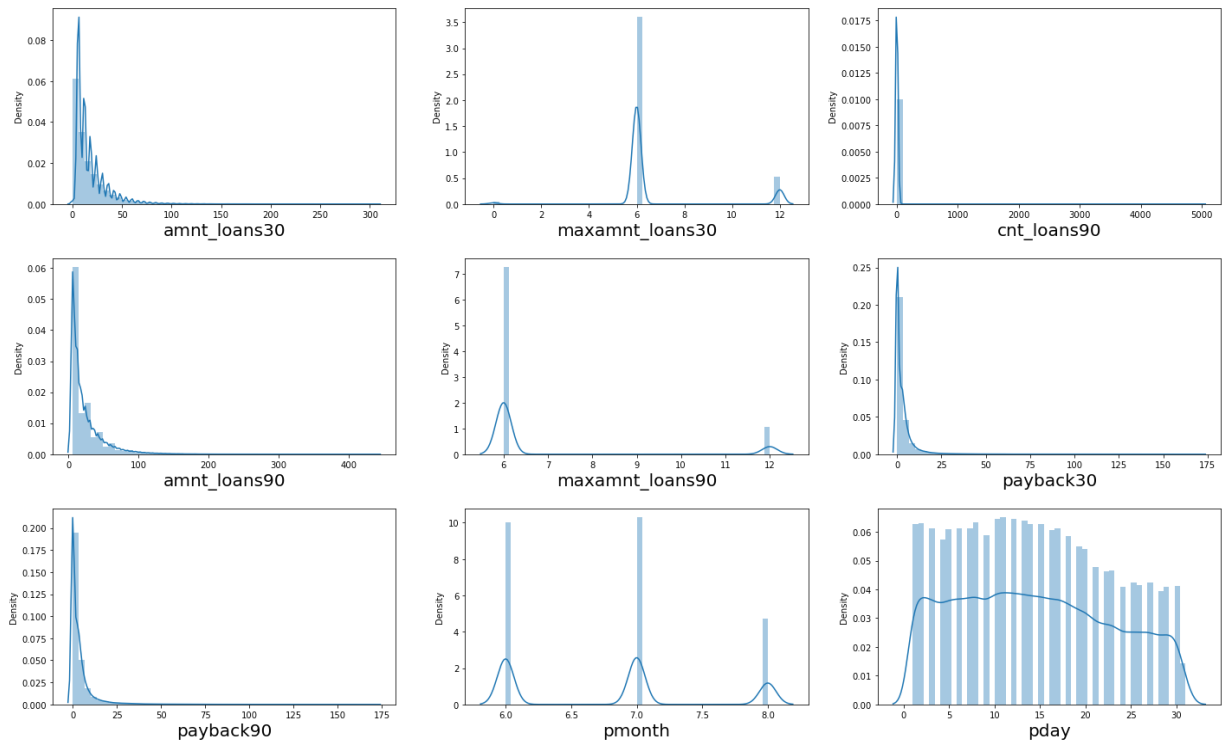 Density
0.08
0.06
0.04
0.02
0.00
0 50 100 150 200 250 300
amnt_loans30
Density
3.5
3.0
2.5
2.0
1.5
1.0
0.5
0.0
0 2 4 6 8 10 12
maxamnt_loans30
Density
0.0175
0.0150
0.0125
0.0100
0.0075
0.0050
0.0025
0.0000
0 1000 2000 3000 4000 5000
cnt_loans90
Density
0.06
0.05
0.04
0.03
0.02
0.01
0.00
0 100 200 300 400
amnt_loans90
Density
7
6
5
4
3
2
1
0
6 7 8 9 10 11 12
maxamnt_loans90
Density
0.25
0.20
0.15
0.10
0.05
0.00
0 25 50 75 100 125 150 175
payback30
Density
0.200
0.175
0.150
0.125
0.100
0.075
0.050
0.025
0.000
0 25 50 75 100 125 150 175
payback90
Density
10
8
6
4
2
0
6.0 6.5 7.0 7.5 8.0
pmonth
Density
0.06
0.05
0.04
0.03
0.02
0.01
0.00
0 5 10 15 20 25 30
pday